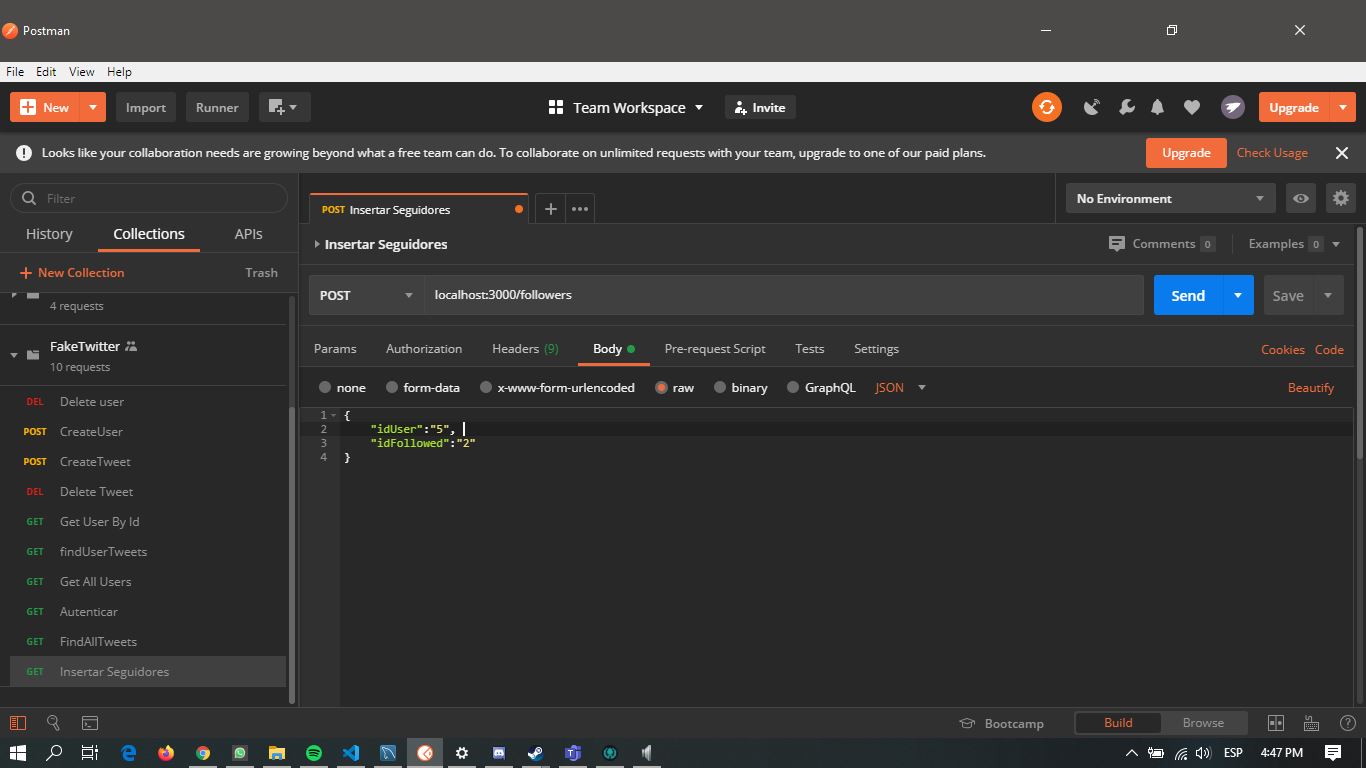 Postman
File Edit View Help
New Import Runner Team Workspace Invite Upgrade
Looks like your collaboration needs are growing beyond what a free team can do. To collaborate on unlimited requests with your team, upgrade to one of our paid plans. Upgrade Check Usage
Filter
History Collections APIs
New Collection Trash
4 requests
FakeTwitter
10 requests
DEL Delete user
POST CreateUser
POST CreateTweet
DEL Delete Tweet
GET Get User By Id
GET findUserTweets
GET Get All Users
GET Autenticar
GET FindAllTweets
GET Insertar Seguidores
POST Insertar Seguidores No Environment
Insertar Seguidores Comments 0 Examples 0
POST localhost:3000/followers Send Save
Params Authorization Headers (9) Body Pre-request Script Tests Settings Cookies Code
none form-data x-www-form-urlencoded raw binary GraphQL JSON Beautify
1 {
2 "idUser":"5",
3 "idFollowed":"2"
4 }
Bootcamp Build Browse
ESP 4:47 PM